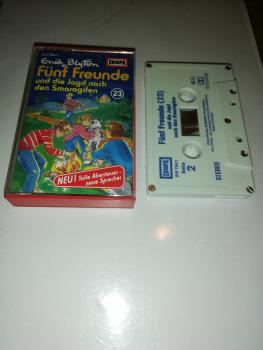 EUROPA
Enid Blyton
Fünf Freunde
und die Jagd nach
den Smaragden
23
NEU! Tolle Abenteuer –
neue Sprecher
Fünf Freunde (23)
und die Jagd
nach den Smaragden
EUROPA
Seite
2
STEREO